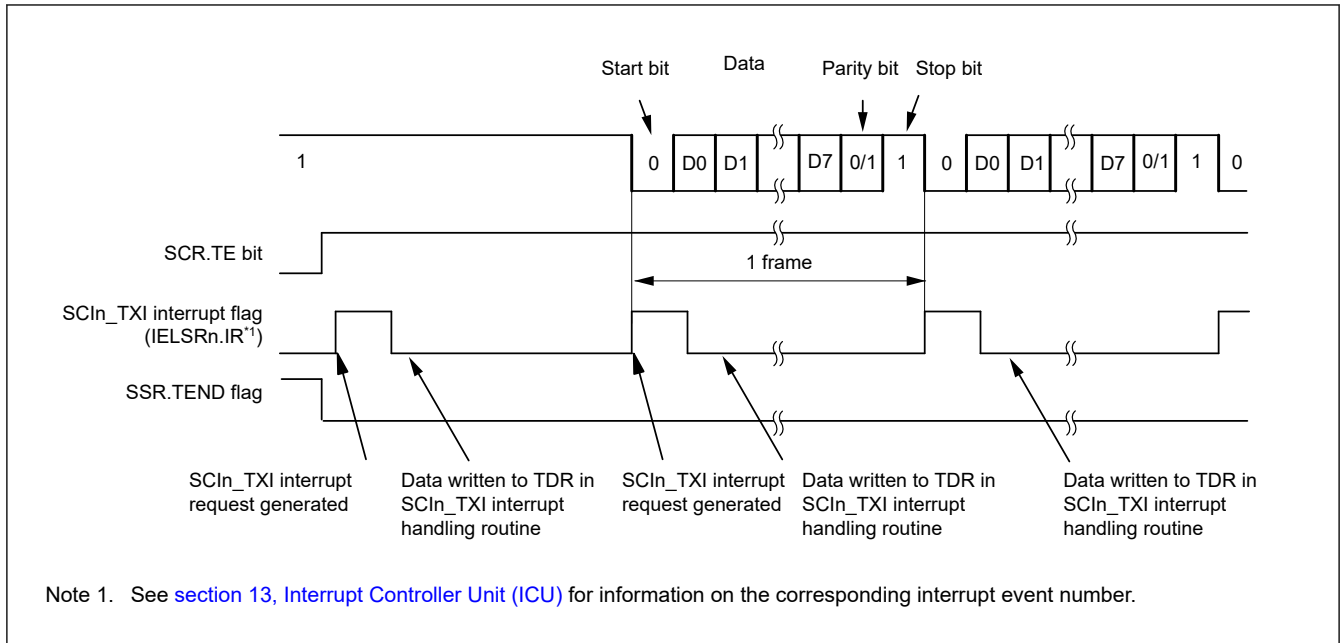 Start bit
Data
Parity bit
Stop bit
1
0
D0
D1
D7
0/1
1
0
D0
D1
D7
0/1
1
0
SCR.TE bit
1 frame
SCIn_TXI interrupt flag
(IELSRn.IR*1)
SSR.TEND flag
SCIn_TXI interrupt
request generated
Data written to TDR in
SCIn_TXI interrupt
handling routine
SCIn_TXI interrupt
request generated
Data written to TDR in
SCIn_TXI interrupt
handling routine
Data written to TDR in
SCIn_TXI interrupt
handling routine
Note 1. See section 13, Interrupt Controller Unit (ICU) for information on the corresponding interrupt event number.